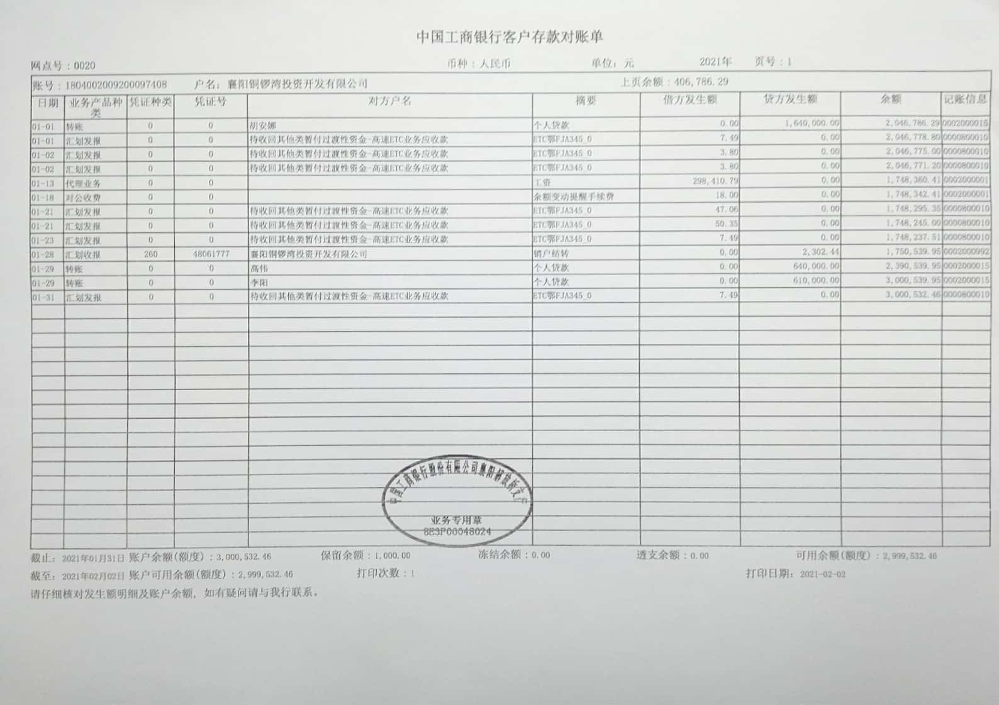 中国工商银行客户存款对账单
网点号：0020 币种：人民币 单位：元 2021年 页号：1
账号：1804002009200097408 户名：襄阳铜锣湾投资开发有限公司 上页余额：406,786.29
日期 业务产品种类 凭证种类 凭证号 对方户名 摘要 借方发生额 贷方发生额 余额 记账信息
01-01 转账 0 0 胡安娜 个人贷款 0.00 1,640,000.00 2,046,786.29 0002000015
01-01 汇划发报 0 0 待收回其他类暂付过渡性资金-高速ETC业务应收款 ETC鄂FJA345_0 7.49 0.00 2,046,778.80 0000800010
01-02 汇划发报 0 0 待收回其他类暂付过渡性资金-高速ETC业务应收款 ETC鄂FJA345_0 3.80 0.00 2,046,775.00 0000800010
01-02 汇划发报 0 0 待收回其他类暂付过渡性资金-高速ETC业务应收款 ETC鄂FJA345_0 3.80 0.00 2,046,771.20 0000800010
01-13 代理业务 0 0 工资 298,410.79 0.00 1,748,360.41 0002000001
01-18 对公收费 0 0 余额变动提醒手续费 18.00 0.00 1,748,342.41 0002000001
01-21 汇划发报 0 0 待收回其他类暂付过渡性资金-高速ETC业务应收款 ETC鄂FJA345_0 47.06 0.00 1,748,295.35 0000800010
01-21 汇划发报 0 0 待收回其他类暂付过渡性资金-高速ETC业务应收款 ETC鄂FJA345_0 50.35 0.00 1,748,245.00 0000800010
01-23 汇划发报 0 0 待收回其他类暂付过渡性资金-高速ETC业务应收款 ETC鄂FJA345_0 7.49 0.00 1,748,237.51 0000800010
01-28 汇划收报 260 48061777 襄阳铜锣湾投资开发有限公司 销户结转 0.00 2,302.44 1,750,539.95 0002000992
01-29 转账 0 0 高伟 个人贷款 0.00 640,000.00 2,390,539.95 0002000015
01-29 转账 0 0 李阳 个人贷款 0.00 610,000.00 3,000,539.95 0002000015
01-31 汇划发报 0 0 待收回其他类暂付过渡性资金-高速ETC业务应收款 ETC鄂FJA345_0 7.49 0.00 3,000,532.46 0000800010
中国工商银行股份有限公司襄阳解放桥支行
业务专用章
8E3P00048024
截止：2021年01月31日 账户余额(额度)：3,000,532.46 保留余额：1,000.00 冻结余额：0.00 透支余额：0.00 可用余额(额度)：2,999,532.46
截至：2021年02月02日 账户可用余额(额度)：2,999,532.46 打印次数：1 打印日期：2021-02-02
请仔细核对发生额明细及账户余额，如有疑问请与我行联系。